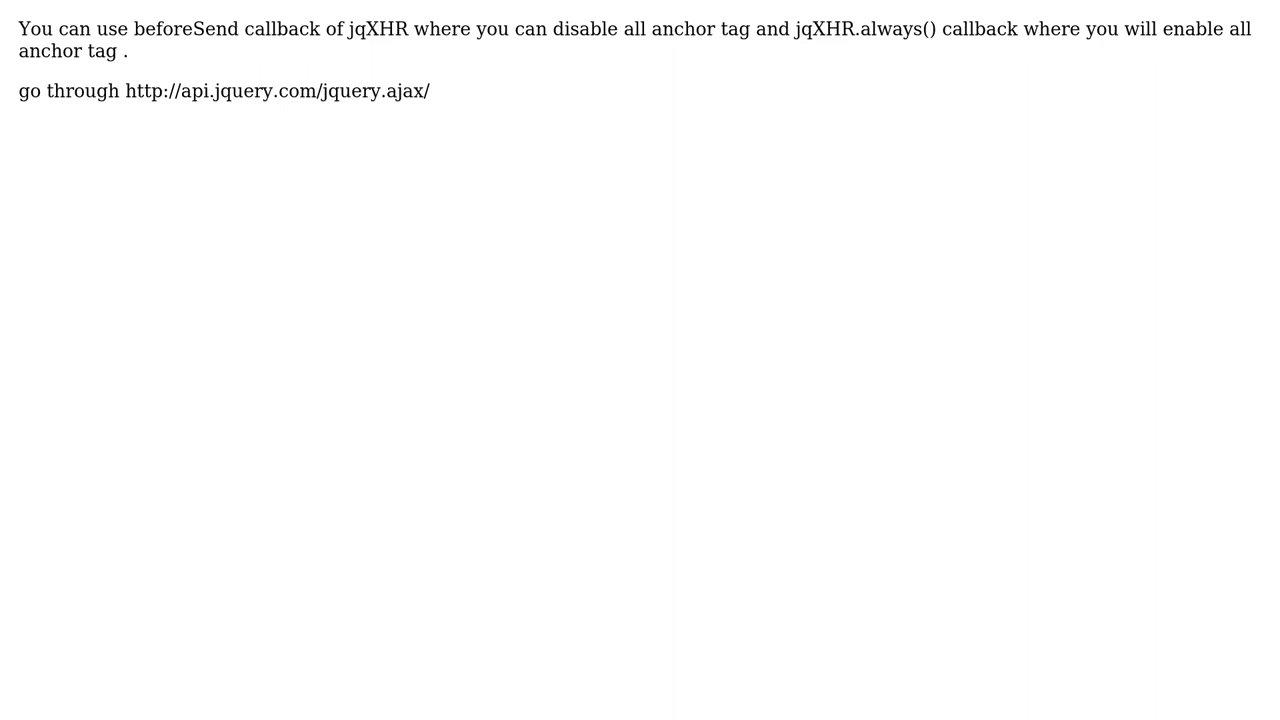 You can use beforeSend callback of jqXHR where you can disable all anchor tag and jqXHR.always() callback where you will enable all
anchor tag .
go through http://api.jquery.com/jquery.ajax/